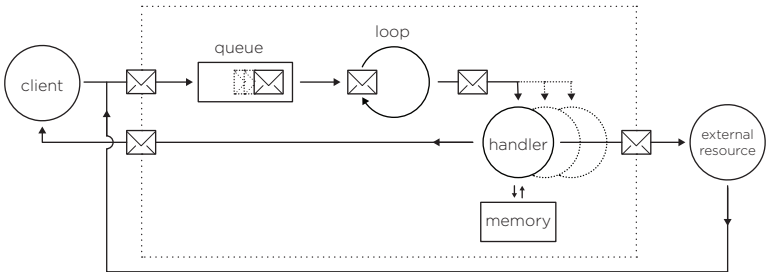 loop
queue
client
handler
external
resource
memory